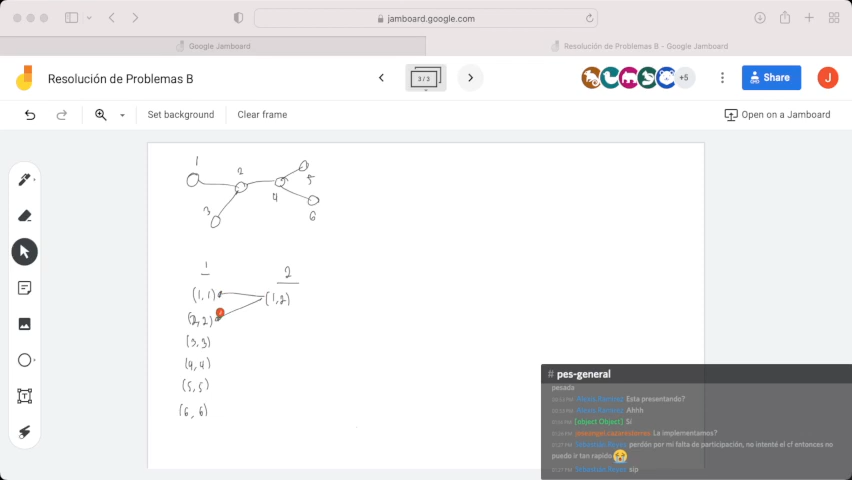 jamboard.google.com
Google Jamboard
Resolución de Problemas B - Google Jamboard
Resolución de Problemas B
3/3
+5
Share
J
Set background
Clear frame
Open on a Jamboard
1
2
5
3
4
6
1
2
(1,1)
(1,2)
(2,2)
(3,3)
(4,4)
(5,5)
(6,6)
# pes-general
pesada
Esta presentando?
Ahhh
[object Object] Si
La implementamos?
perdón por mi falta de participación, no intenté el cf entonces no
puede ir tan rapido
Sebastian.Reyes sip